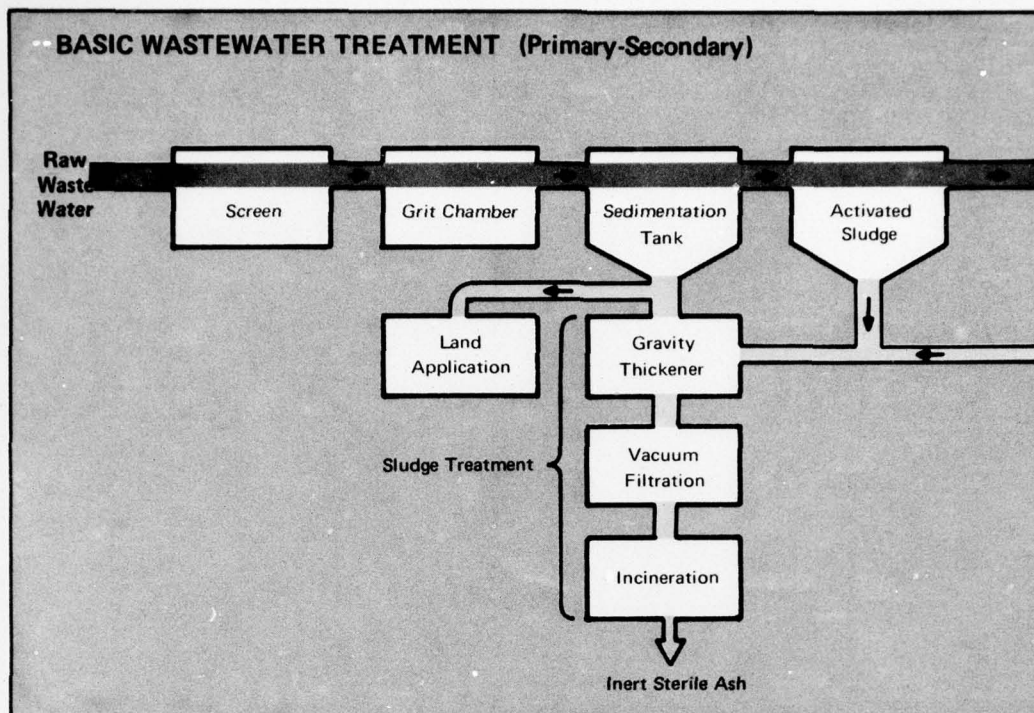 BASIC WASTEWATER TREATMENT (Primary-Secondary)
Raw
Waste
Water
Screen
Grit Chamber
Sedimentation
Tank
Activated
Sludge
Land
Application
Gravity
Thickener
Sludge Treatment
Vacuum
Filtration
Incineration
Inert Sterile Ash